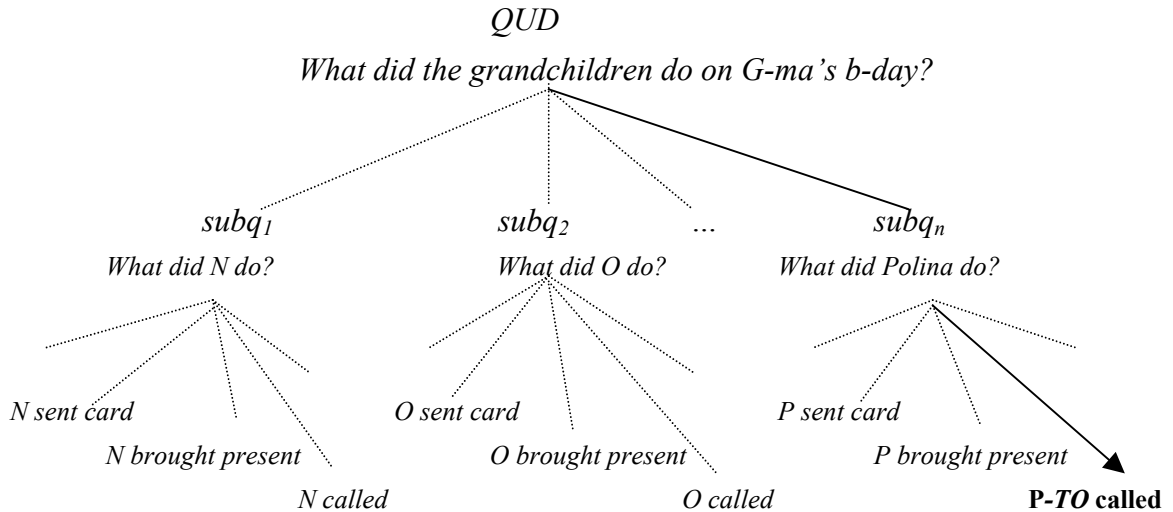 QUD
What did the grandchildren do on G-ma's b-day?
subq1 subq2 ... subqn
What did N do? What did O do? What did Polina do?
N sent card O sent card P sent card
N brought present O brought present P brought present
N called O called P-TO called